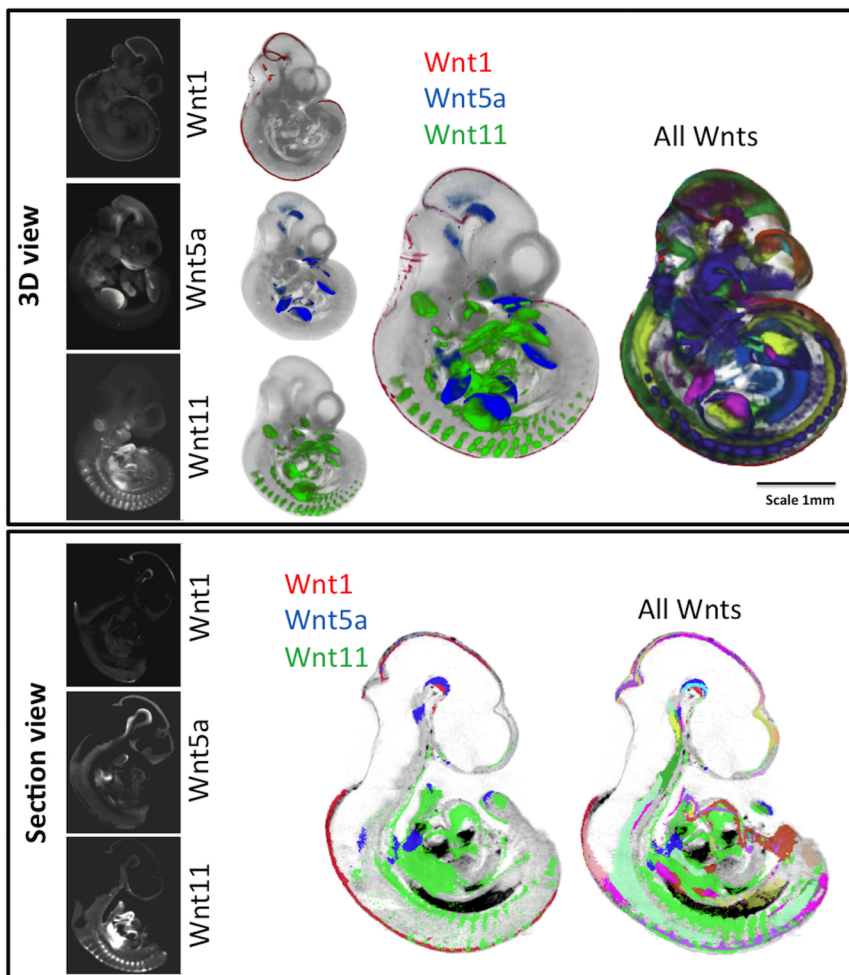 3D view
Wnt1
Wnt5a
Wnt11
Wnt1
Wnt5a
Wnt11
All Wnts
Scale 1mm
Section view
Wnt1
Wnt5a
Wnt11
Wnt1
Wnt5a
Wnt11
All Wnts